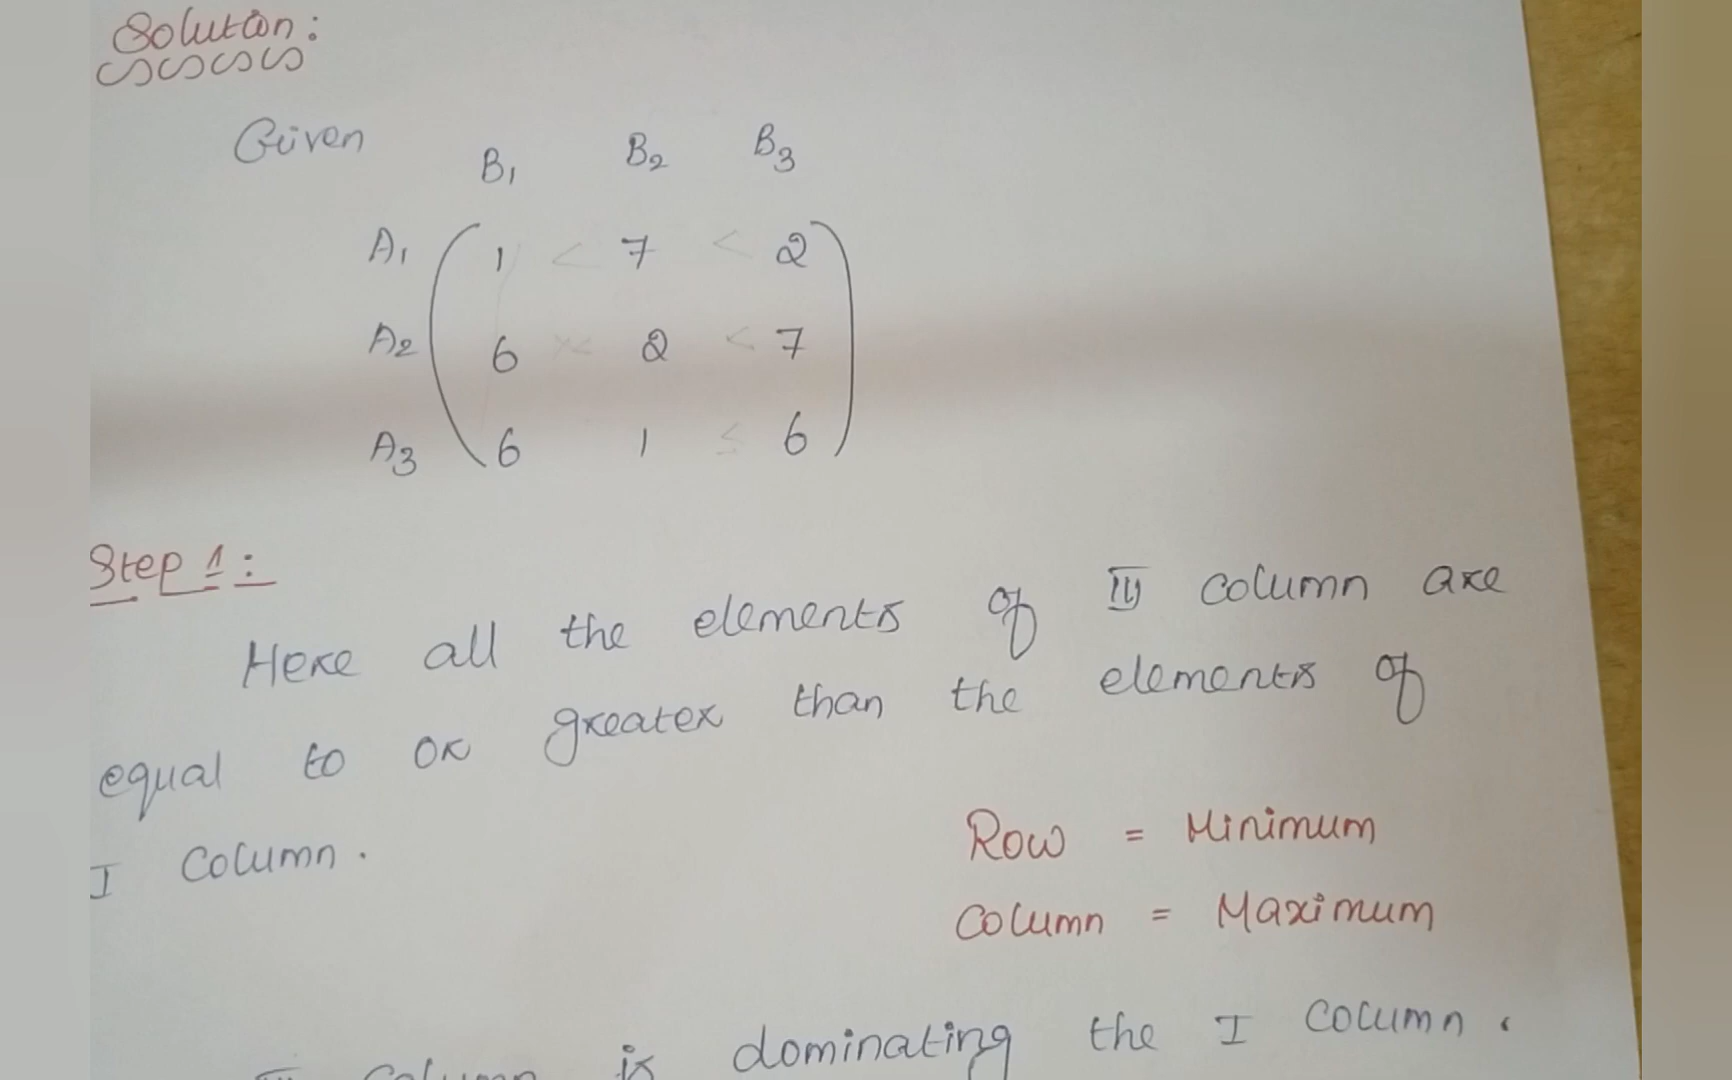 Solution:
Given
B1 B2 B3
A1 1 < 7 < 2
A2 6 × 2 < 7
A3 6 1 ≤ 6
Step 1:
Here all the elements of III column are
equal to or greater than the elements of
I column.
Row = Minimum
Column = Maximum
column is dominating the I column.